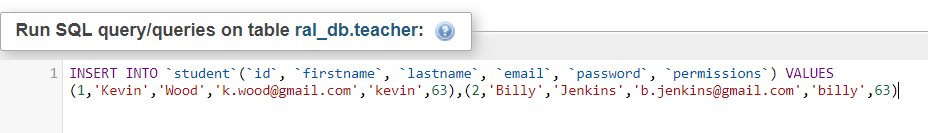 Run SQL query/queries on table ral_db.teacher:
1 INSERT INTO `student`(`id`, `firstname`, `lastname`, `email`, `password`, `permissions`) VALUES
(1,'Kevin','Wood','k.wood@gmail.com','kevin',63),(2,'Billy','Jenkins','b.jenkins@gmail.com','billy',63)